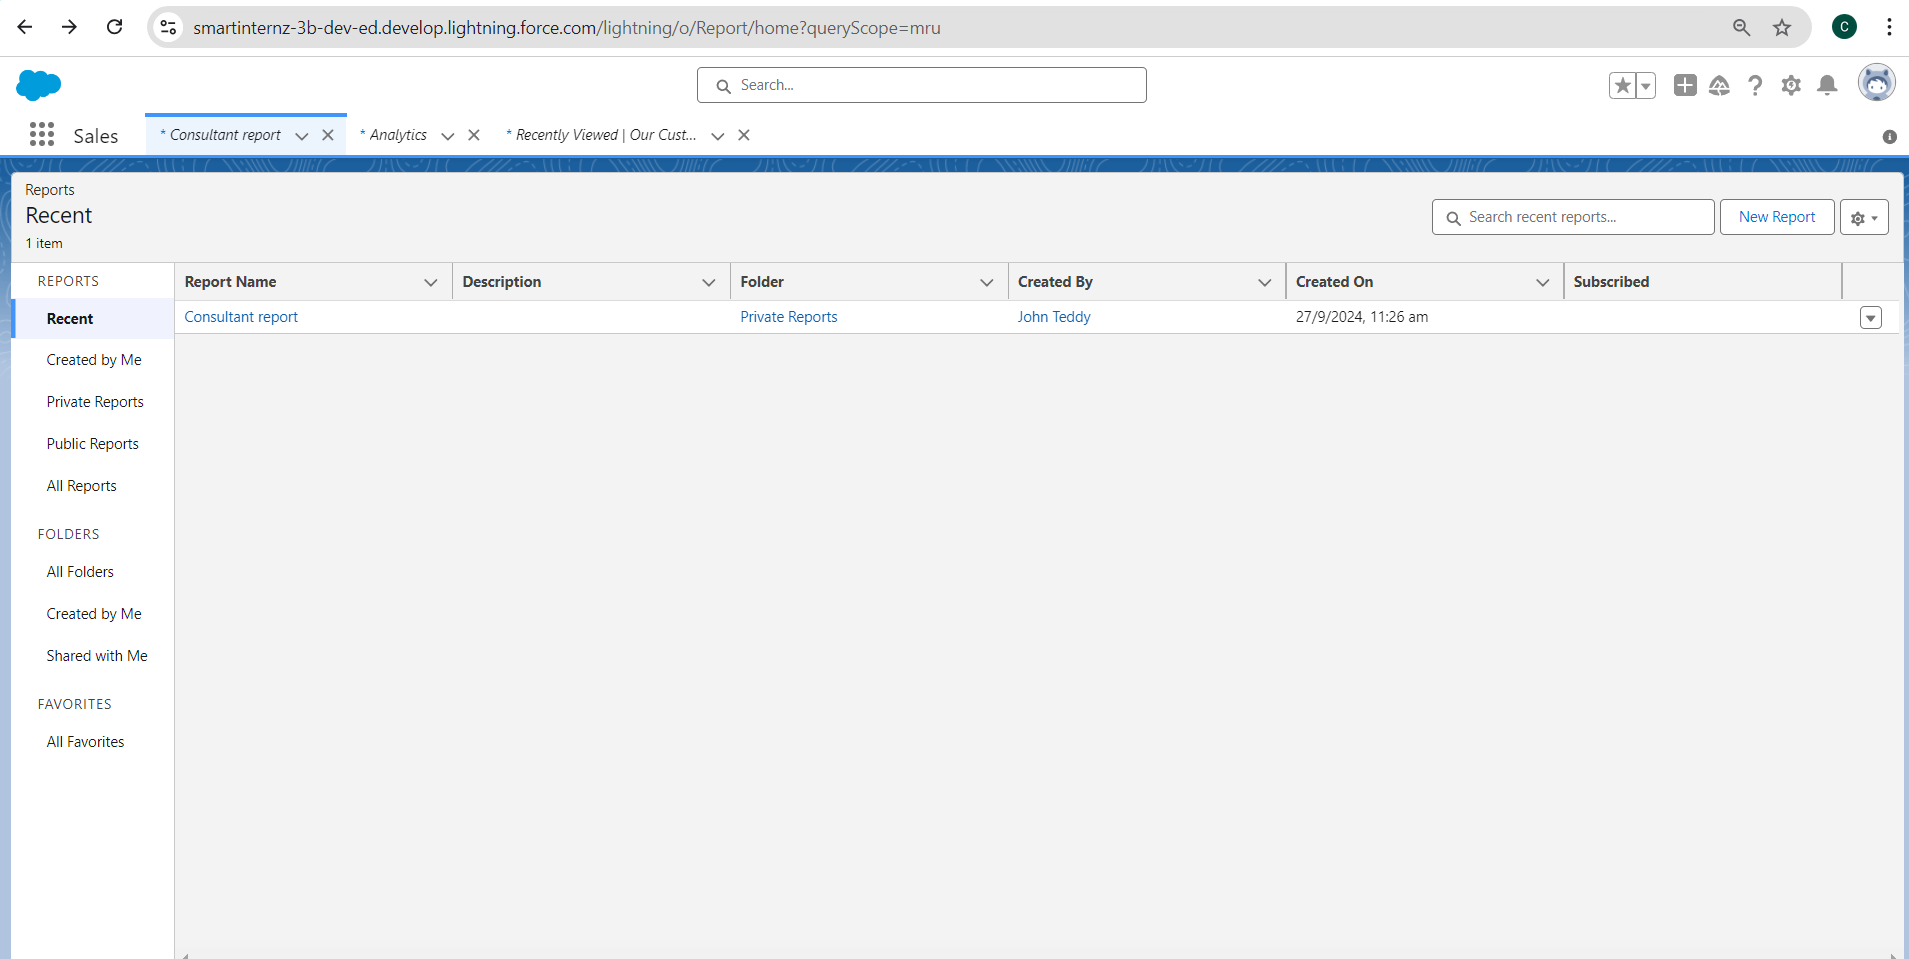 smartinternz-3b-dev-ed.develop.lightning.force.com/lightning/o/Report/home?queryScope=mru
C
Search...
Sales
* Consultant report
* Analytics
* Recently Viewed | Our Cust...
Reports
Recent
1 item
Search recent reports...
New Report
REPORTS
Recent
Created by Me
Private Reports
Public Reports
All Reports
FOLDERS
All Folders
Created by Me
Shared with Me
FAVORITES
All Favorites
Report Name Description Folder Created By Created On Subscribed
Consultant report Private Reports John Teddy 27/9/2024, 11:26 am